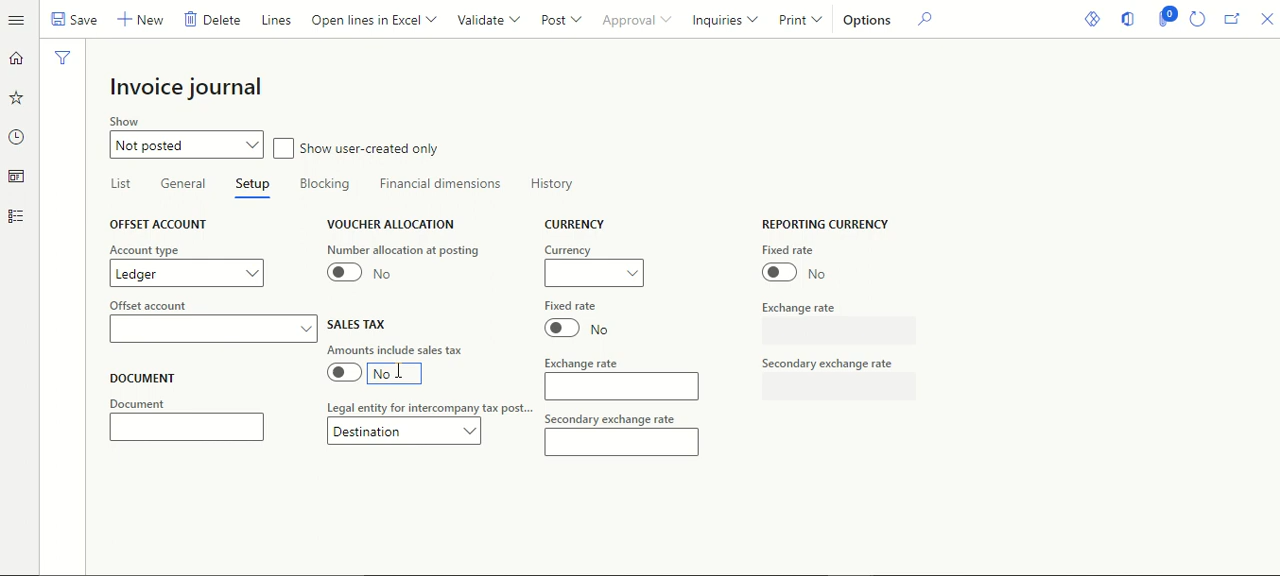 Save New Delete Lines Open lines in Excel Validate Post Approval Inquiries Print Options 0
Invoice journal
Show
Not posted Show user-created only
List General Setup Blocking Financial dimensions History
OFFSET ACCOUNT VOUCHER ALLOCATION CURRENCY REPORTING CURRENCY
Account type Number allocation at posting Currency Fixed rate
Ledger No No
Offset account Fixed rate Exchange rate
SALES TAX No
Amounts include sales tax Exchange rate Secondary exchange rate
DOCUMENT No
Document Legal entity for intercompany tax post... Secondary exchange rate
Destination